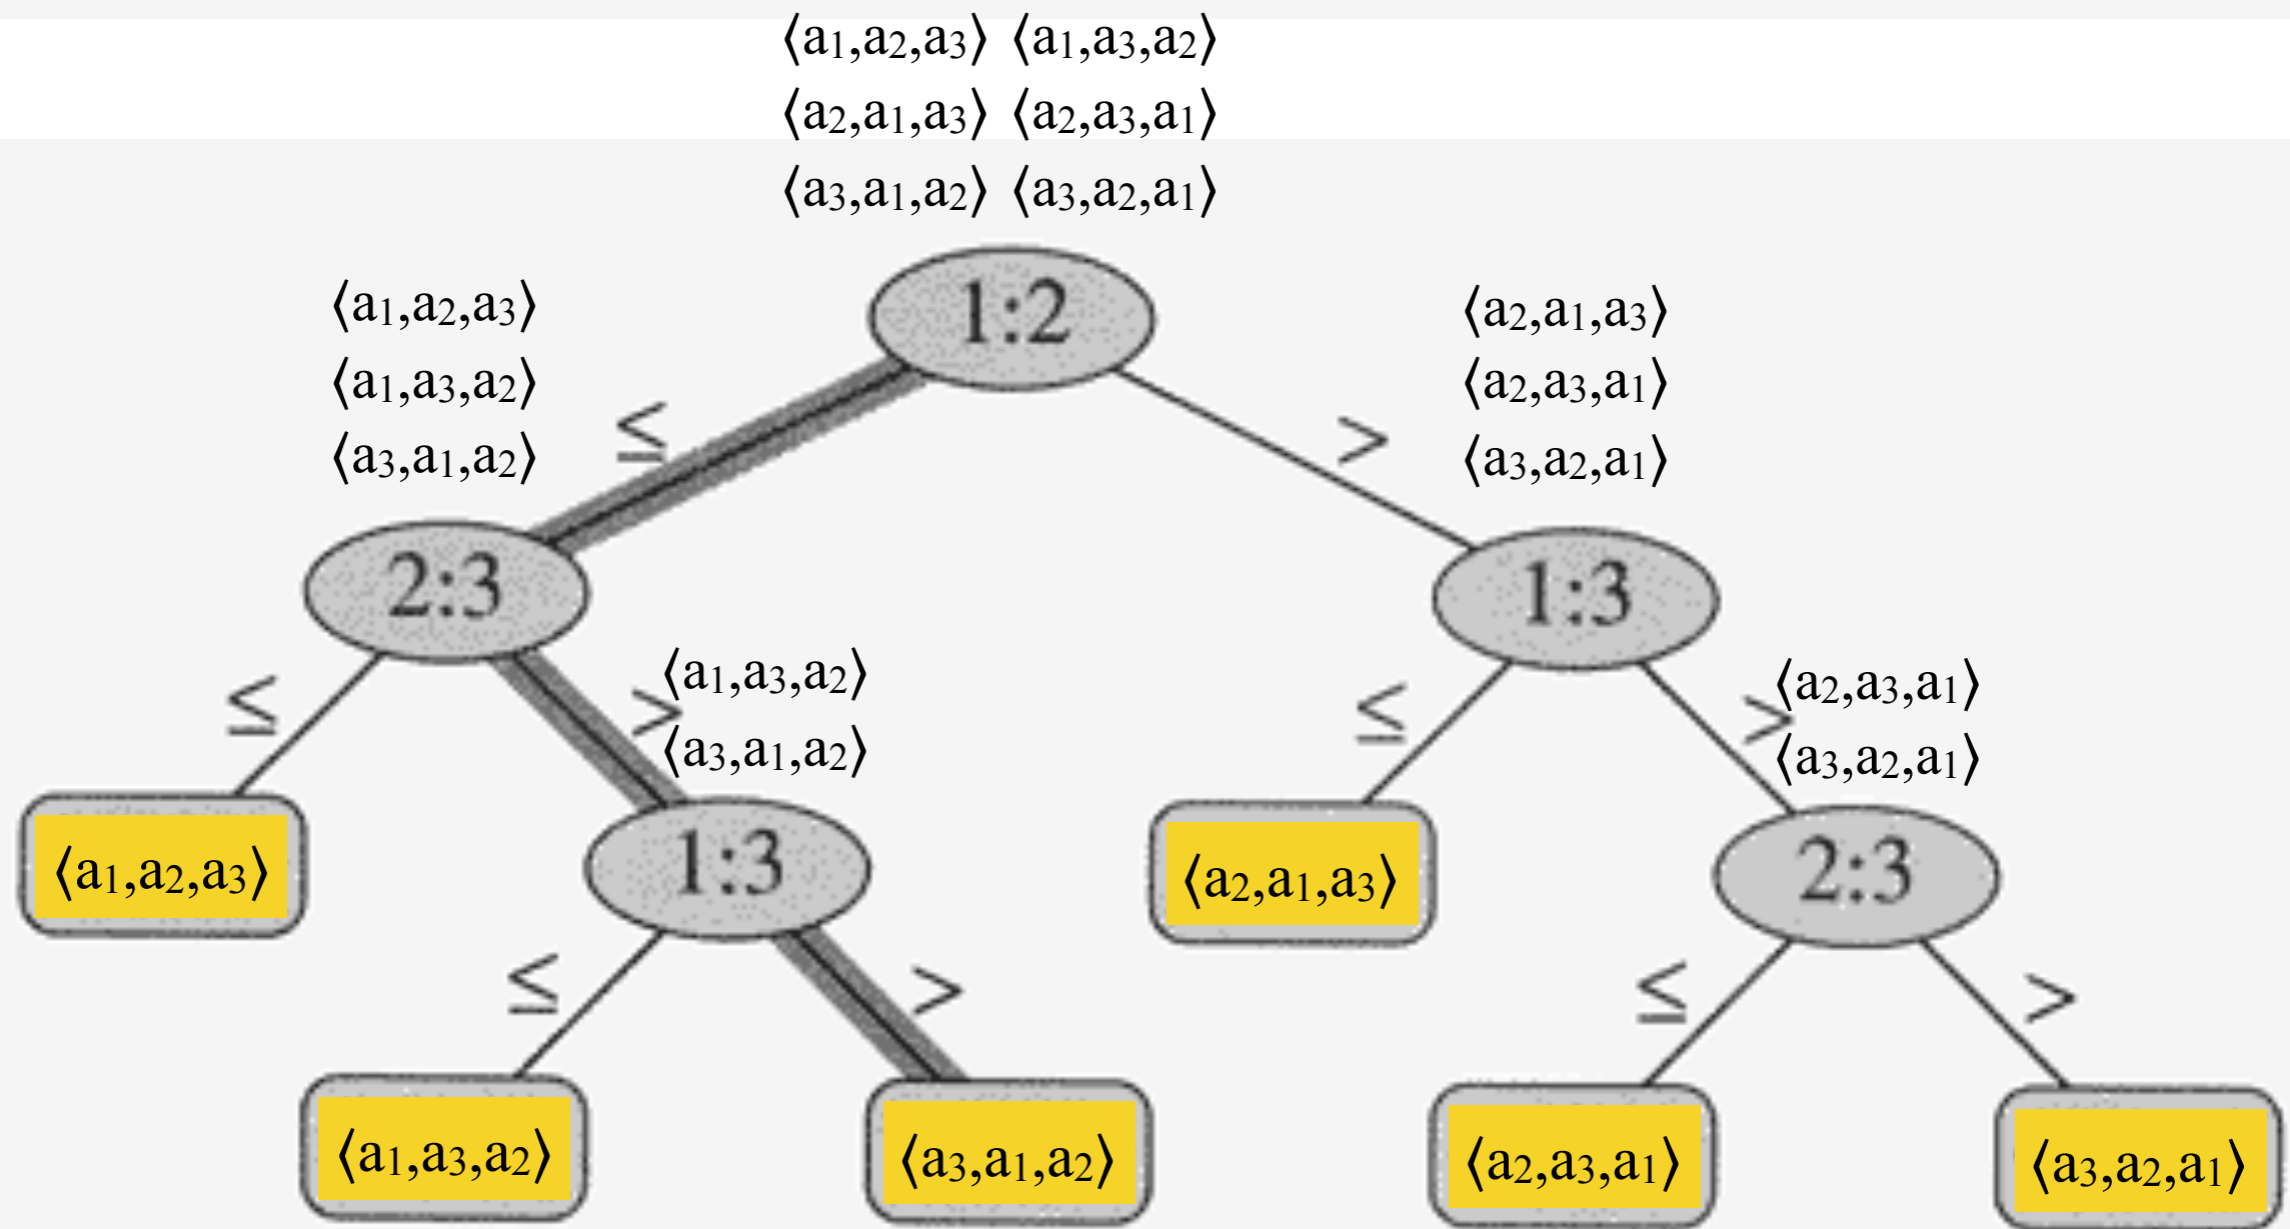 ⟨a₁,a₂,a₃⟩ ⟨a₁,a₃,a₂⟩
⟨a₂,a₁,a₃⟩ ⟨a₂,a₃,a₁⟩
⟨a₃,a₁,a₂⟩ ⟨a₃,a₂,a₁⟩
1:2
⟨a₁,a₂,a₃⟩
⟨a₁,a₃,a₂⟩
⟨a₃,a₁,a₂⟩
≤
>
⟨a₂,a₁,a₃⟩
⟨a₂,a₃,a₁⟩
⟨a₃,a₂,a₁⟩
2:3
1:3
≤
>
⟨a₁,a₃,a₂⟩
⟨a₃,a₁,a₂⟩
≤
>
⟨a₂,a₃,a₁⟩
⟨a₃,a₂,a₁⟩
⟨a₁,a₂,a₃⟩
1:3
⟨a₂,a₁,a₃⟩
2:3
≤
>
≤
>
⟨a₁,a₃,a₂⟩
⟨a₃,a₁,a₂⟩
⟨a₂,a₃,a₁⟩
⟨a₃,a₂,a₁⟩